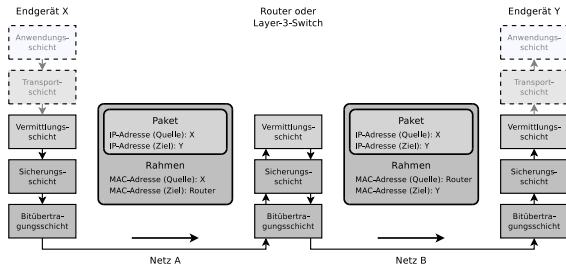 Endgerät X
Router oder
Layer-3-Switch
Endgerät Y
Anwendungs-
schicht
Transport-
schicht
Vermittlungs-
schicht
Sicherungs-
schicht
Bitübertra-
gungsschicht
Paket
IP-Adresse (Quelle): X
IP-Adresse (Ziel): Y
Rahmen
MAC-Adresse (Quelle): X
MAC-Adresse (Ziel): Router
Vermittlungs-
schicht
Sicherungs-
schicht
Bitübertra-
gungsschicht
Paket
IP-Adresse (Quelle): X
IP-Adresse (Ziel): Y
Rahmen
MAC-Adresse (Quelle): Router
MAC-Adresse (Ziel): Y
Anwendungs-
schicht
Transport-
schicht
Vermittlungs-
schicht
Sicherungs-
schicht
Bitübertra-
gungsschicht
Netz A
Netz B